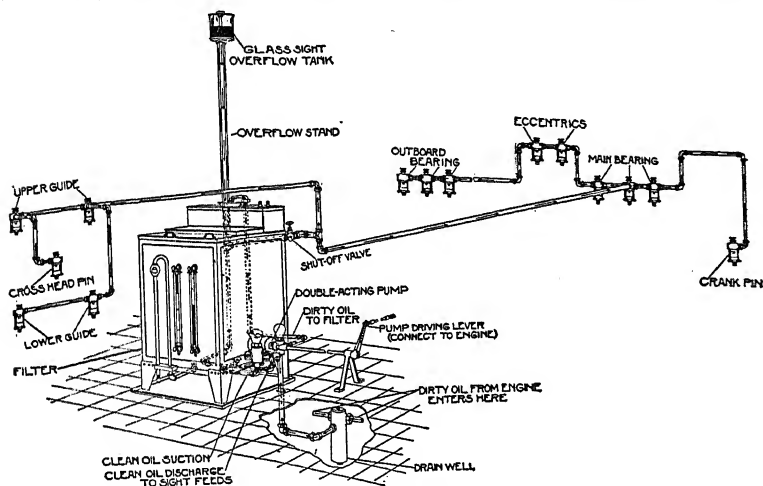 GLASS SIGHT
OVERFLOW TANK
OVERFLOW STAND
ECCENTRICS
OUTBOARD
BEARING
MAIN BEARING
UPPER GUIDE
SHUT-OFF VALVE
CROSS HEAD PIN
CRANK PIN
DOUBLE-ACTING PUMP
DIRTY OIL
TO FILTER
PUMP DRIVING LEVER
(CONNECT TO ENGINE)
LOWER GUIDE
FILTER
DIRTY OIL FROM ENGINE
ENTERS HERE
CLEAN OIL SUCTION
CLEAN OIL DISCHARGE
TO SIGHT FEEDS
DRAIN WELL